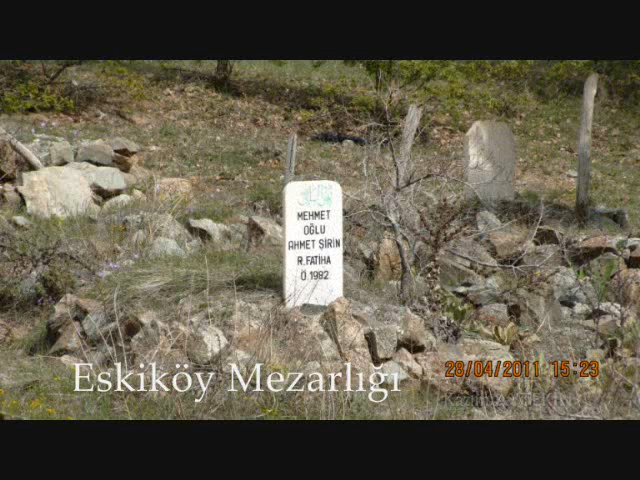 MEHMET
OĞLU
AHMET ŞİRİN
R. FATİHA
Ö. 1982
Eskiköy Mezarlığı
28/04/2011 15:23